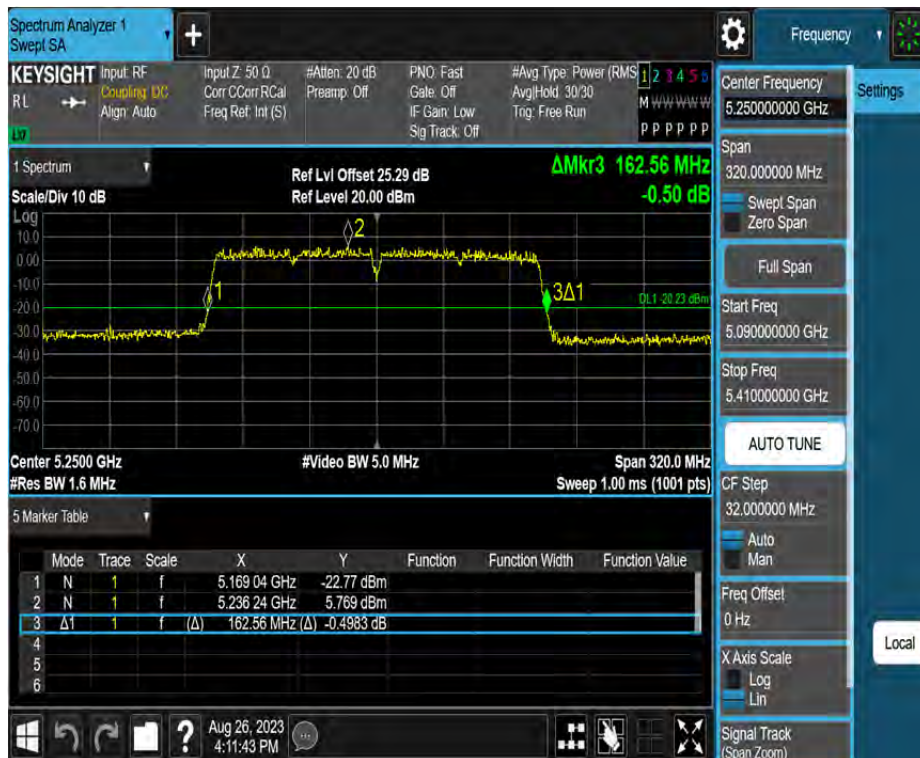 Spectrum Analyzer 1
Swept SA
+
Frequency
KEYSIGHT
RL
LXI
Input: RF
Coupling: DC
Align: Auto
Input Z: 50 Ω
Corr CCorr RCal
Freq Ref: Int (S)
#Atten: 20 dB
Preamp: Off
PNO: Fast
Gate: Off
IF Gain: Low
Sig Track: Off
#Avg Type: Power (RMS
Avg|Hold: 30/30
Trig: Free Run
1 2 3 4 5 6
M W W W W W
P P P P P P
1 Spectrum
Scale/Div 10 dB
Ref Lvl Offset 25.29 dB
Ref Level 20.00 dBm
ΔMkr3 162.56 MHz
-0.50 dB
Log
10.0
0.00
-10.0
-20.0
-30.0
-40.0
-50.0
-60.0
-70.0
2
1
3Δ1
DL1 -20.23 dBm
Center 5.2500 GHz
#Video BW 5.0 MHz
Span 320.0 MHz
#Res BW 1.6 MHz
Sweep 1.00 ms (1001 pts)
5 Marker Table
Mode Trace Scale X Y Function Function Width Function Value
1 N 1 f 5.169 04 GHz -22.77 dBm
2 N 1 f 5.236 24 GHz 5.769 dBm
3 Δ1 1 f (Δ) 162.56 MHz (Δ) -0.4983 dB
4
5
6
?
Aug 26, 2023
4:11:43 PM
Center Frequency
5.250000000 GHz
Span
320.000000 MHz
Swept Span
Zero Span
Full Span
Start Freq
5.090000000 GHz
Stop Freq
5.410000000 GHz
AUTO TUNE
CF Step
32.000000 MHz
Auto
Man
Freq Offset
0 Hz
X Axis Scale
Log
Lin
Signal Track
(Span Zoom)
Settings
Local